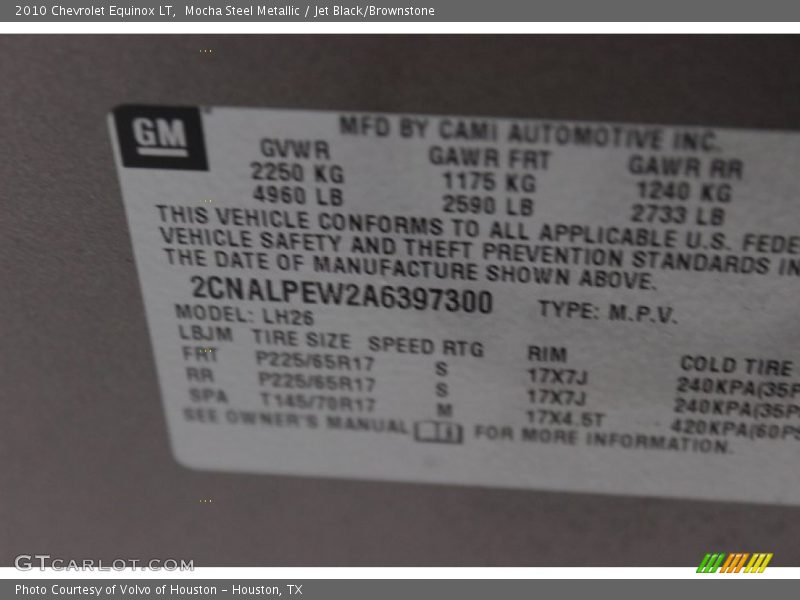 2010 Chevrolet Equinox LT, Mocha Steel Metallic / Jet Black/Brownstone
GM
MFD BY CAMI AUTOMOTIVE INC.
GVWR GAWR FRT GAWR RR
2250 KG 1175 KG 1240 KG
4960 LB 2590 LB 2733 LB
THIS VEHICLE CONFORMS TO ALL APPLICABLE U.S. FEDE
VEHICLE SAFETY AND THEFT PREVENTION STANDARDS IN
THE DATE OF MANUFACTURE SHOWN ABOVE.
2CNALPEW2A6397300 TYPE: M.P.V.
MODEL: LH26
LBJM TIRE SIZE SPEED RTG RIM COLD TIRE
FRT P225/65R17 S 17X7J 240KPA(35P
RR P225/65R17 S 17X7J 240KPA(35P
SPA T145/70R17 M 17X4.5T 420KPA(60PS
SEE OWNER'S MANUAL FOR MORE INFORMATION.
GTCARLOT.COM
Photo Courtesy of Volvo of Houston - Houston, TX